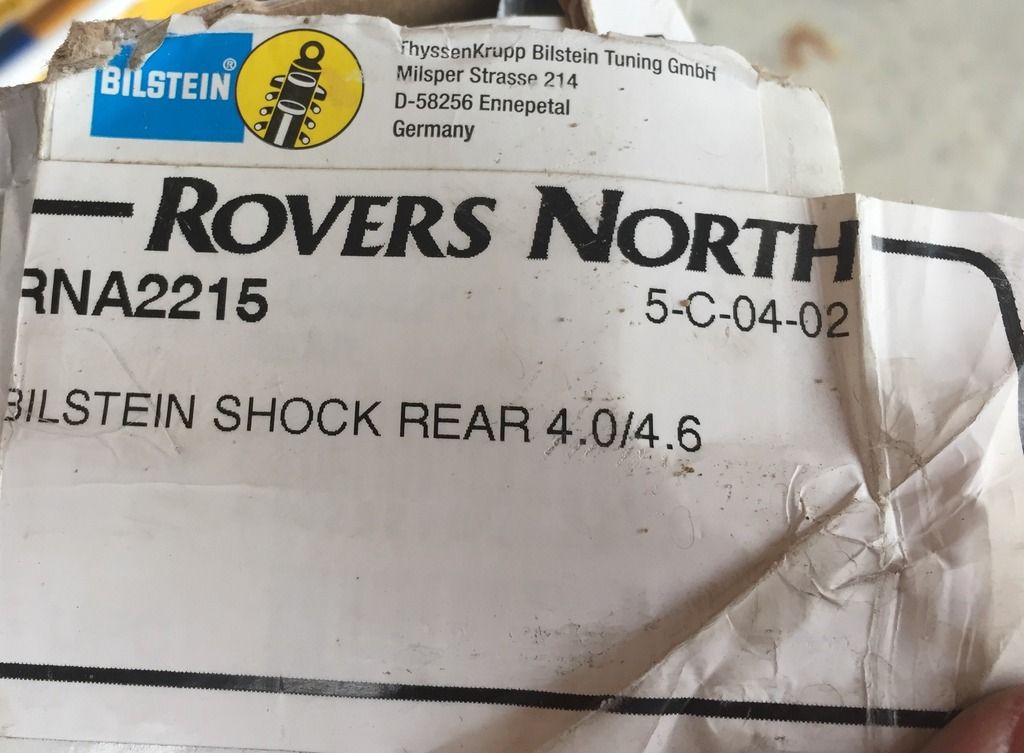 BILSTEIN®
ThyssenKrupp Bilstein Tuning GmbH
Milsper Strasse 214
D-58256 Ennepetal
Germany
ROVERS NORTH
RNA2215
5-C-04-02
BILSTEIN SHOCK REAR 4.0/4.6